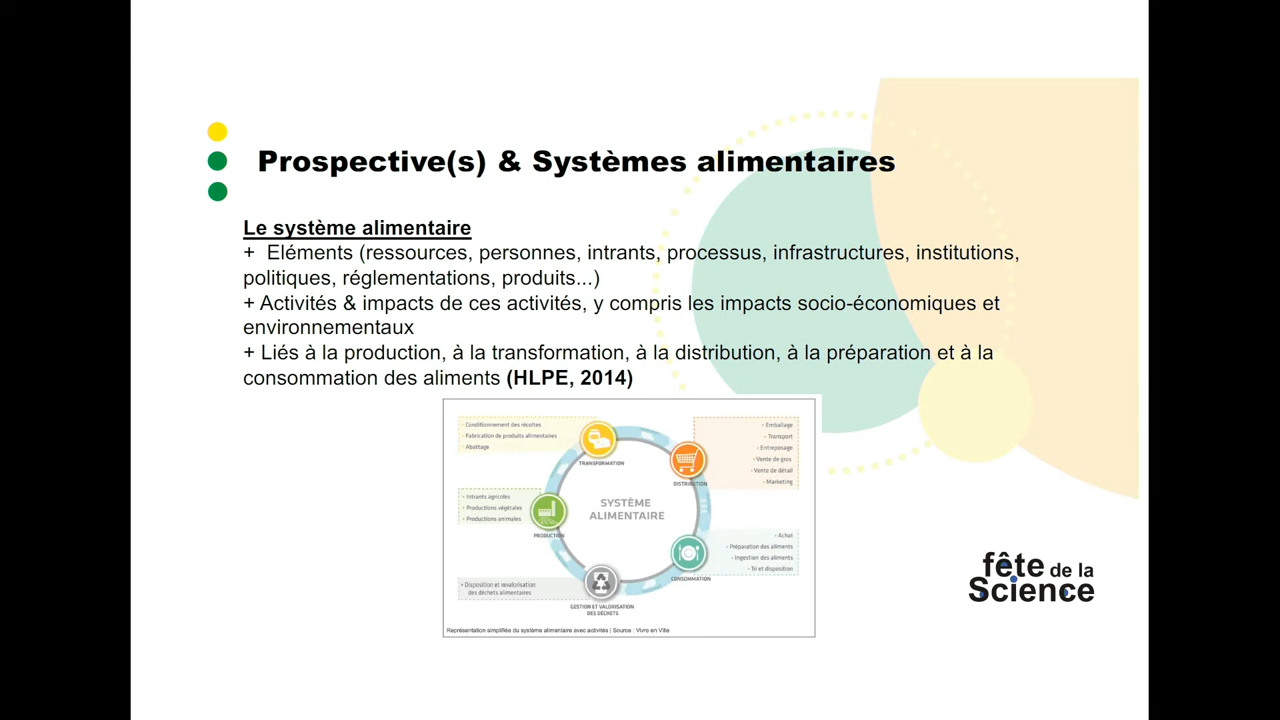 Prospective(s) & Systèmes alimentaires
Le système alimentaire
+ Eléments (ressources, personnes, intrants, processus, infrastructures, institutions,
politiques, réglementations, produits...)
+ Activités & impacts de ces activités, y compris les impacts socio-économiques et
environnementaux
+ Liés à la production, à la transformation, à la distribution, à la préparation et à la
consommation des aliments (HLPE, 2014)
- Conditionnement des récoltes
- Fabrication de produits alimentaires
- Abattage
TRANSFORMATION
- Emballage
- Transport
- Entreposage
- Vente de gros
- Vente de détail
- Marketing
DISTRIBUTION
SYSTÈME
ALIMENTAIRE
- Intrants agricoles
- Productions végétales
- Productions animales
PRODUCTION
- Achat
- Préparation des aliments
- Ingestion des aliments
- Tri et disposition
CONSOMMATION
• Disposition et revalorisation
des déchets alimentaires
GESTION ET VALORISATION
DES DÉCHETS
Représentation simplifiée du système alimentaire avec activités | Source : Vivre en Ville
fête de la
Science